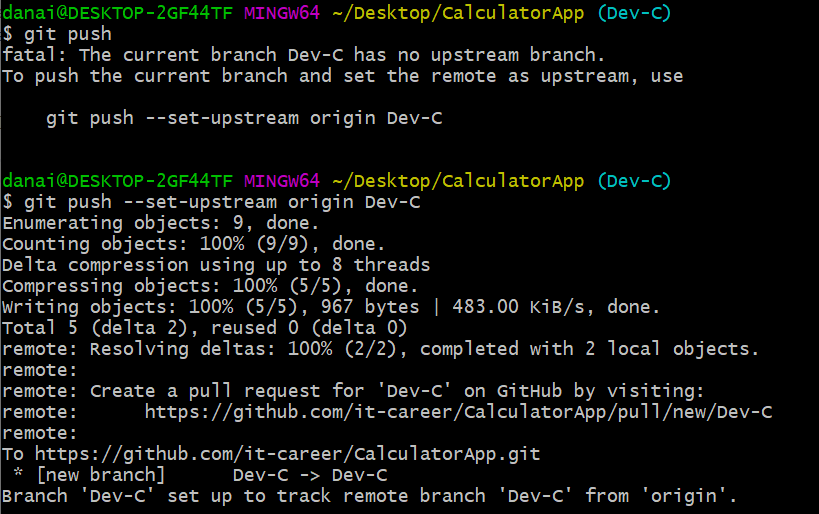 danai@DESKTOP-2GF44TF MINGW64 ~/Desktop/CalculatorApp (Dev-C)
$ git push
fatal: The current branch Dev-C has no upstream branch.
To push the current branch and set the remote as upstream, use
    git push --set-upstream origin Dev-C
danai@DESKTOP-2GF44TF MINGW64 ~/Desktop/CalculatorApp (Dev-C)
$ git push --set-upstream origin Dev-C
Enumerating objects: 9, done.
Counting objects: 100% (9/9), done.
Delta compression using up to 8 threads
Compressing objects: 100% (5/5), done.
Writing objects: 100% (5/5), 967 bytes | 483.00 KiB/s, done.
Total 5 (delta 2), reused 0 (delta 0)
remote: Resolving deltas: 100% (2/2), completed with 2 local objects.
remote:
remote: Create a pull request for 'Dev-C' on GitHub by visiting:
remote:      https://github.com/it-career/CalculatorApp/pull/new/Dev-C
remote:
To https://github.com/it-career/CalculatorApp.git
 * [new branch]      Dev-C -> Dev-C
Branch 'Dev-C' set up to track remote branch 'Dev-C' from 'origin'.